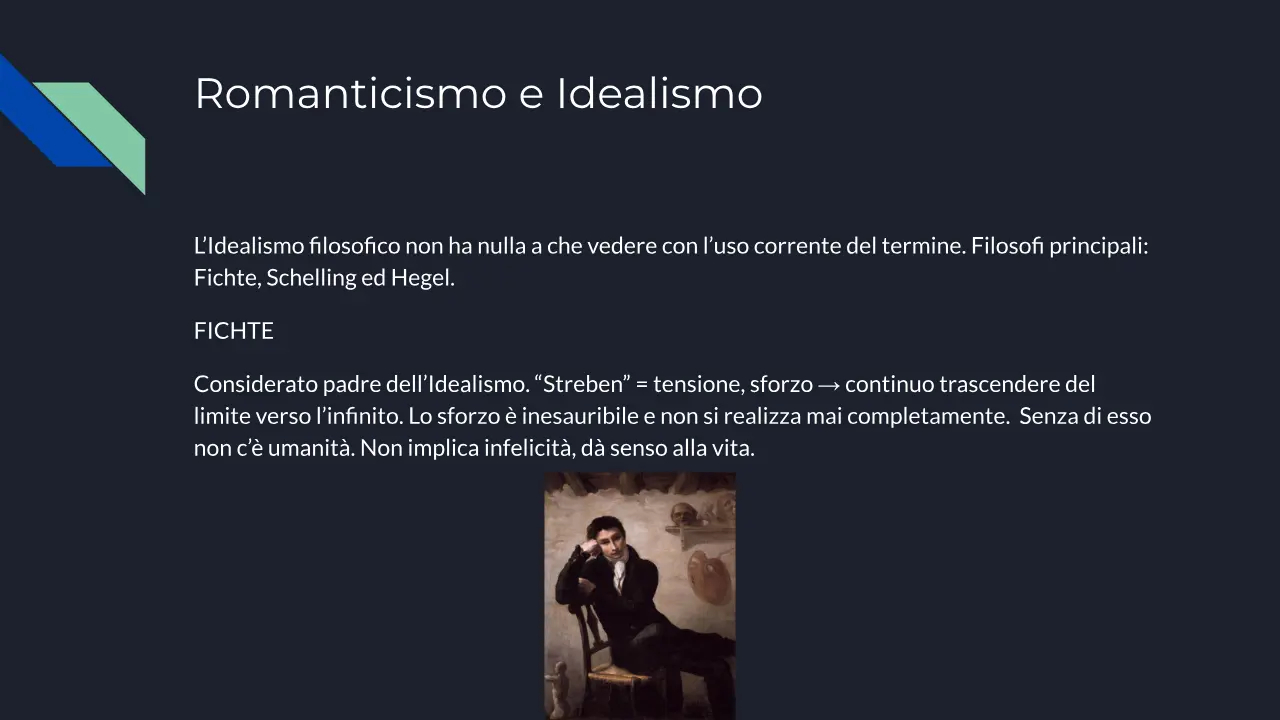 Romanticismo e Idealismo
L’Idealismo filosofico non ha nulla a che vedere con l’uso corrente del termine. Filosofi principali:
Fichte, Schelling ed Hegel.
FICHTE
Considerato padre dell’Idealismo. “Streben” = tensione, sforzo → continuo trascendere del
limite verso l’infinito. Lo sforzo è inesauribile e non si realizza mai completamente.  Senza di esso
non c’è umanità. Non implica infelicità, dà senso alla vita.